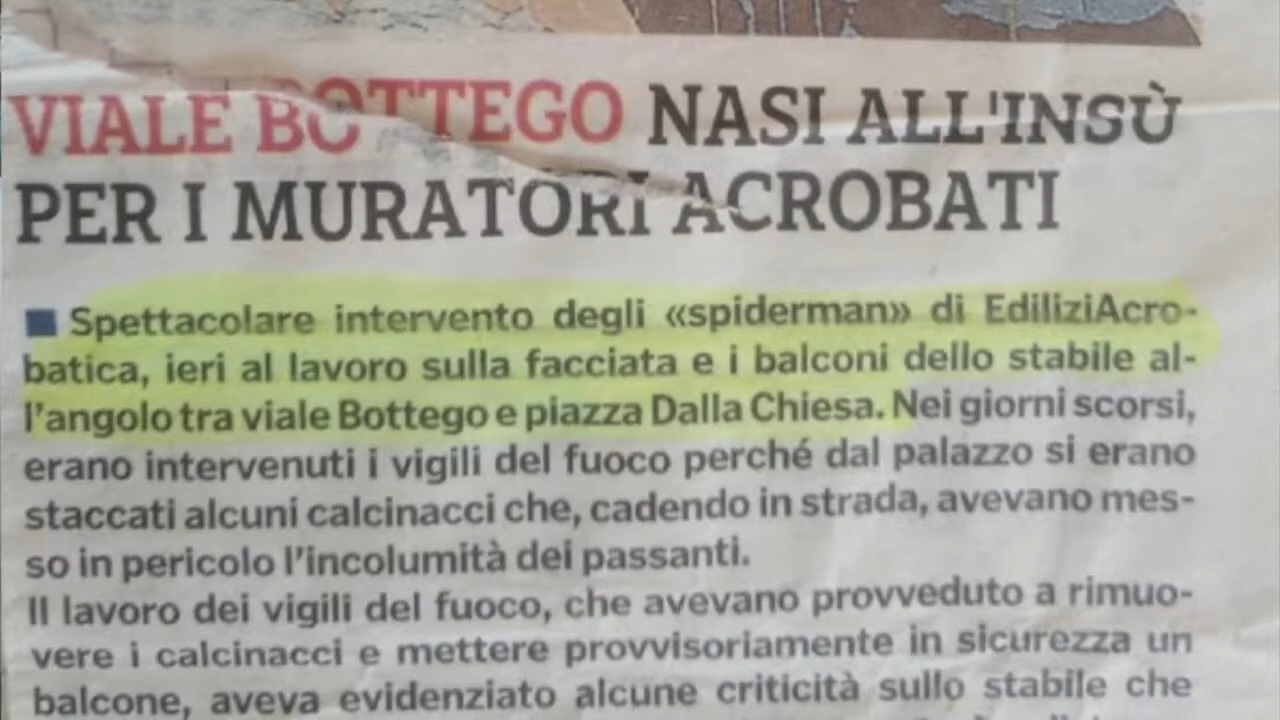 VIALE BOTTEGO NASI ALL'INSÙ
PER I MURATORI ACROBATI
■ Spettacolare intervento degli «spiderman» di EdiliziAcro-
batica, ieri al lavoro sulla facciata e i balconi dello stabile al-
l'angolo tra viale Bottego e piazza Dalla Chiesa. Nei giorni scorsi,
erano intervenuti i vigili del fuoco perché dal palazzo si erano
staccati alcuni calcinacci che, cadendo in strada, avevano mes-
so in pericolo l'incolumità dei passanti.
Il lavoro dei vigili del fuoco, che avevano provveduto a rimuo-
vere i calcinacci e mettere provvisoriamente in sicurezza un
balcone, aveva evidenziato alcune criticità sullo stabile che